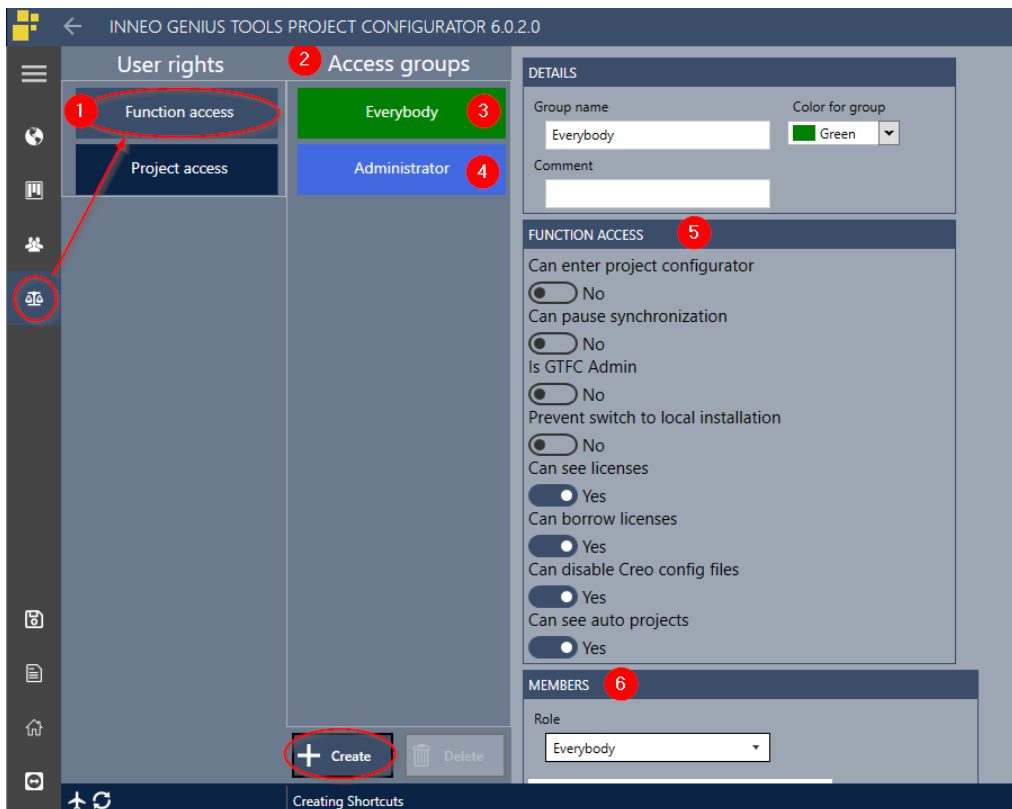 INNEO GENIUS TOOLS PROJECT CONFIGURATOR 6.0.2.0
User rights
1 Function access
Project access
2 Access groups
Everybody 3
Administrator 4
Create
Delete
DETAILS
Group name
Everybody
Color for group
Green
Comment
FUNCTION ACCESS 5
Can enter project configurator
No
Can pause synchronization
No
Is GTFC Admin
No
Prevent switch to local installation
No
Can see licenses
Yes
Can borrow licenses
Yes
Can disable Creo config files
Yes
Can see auto projects
Yes
MEMBERS 6
Role
Everybody
Creating Shortcuts